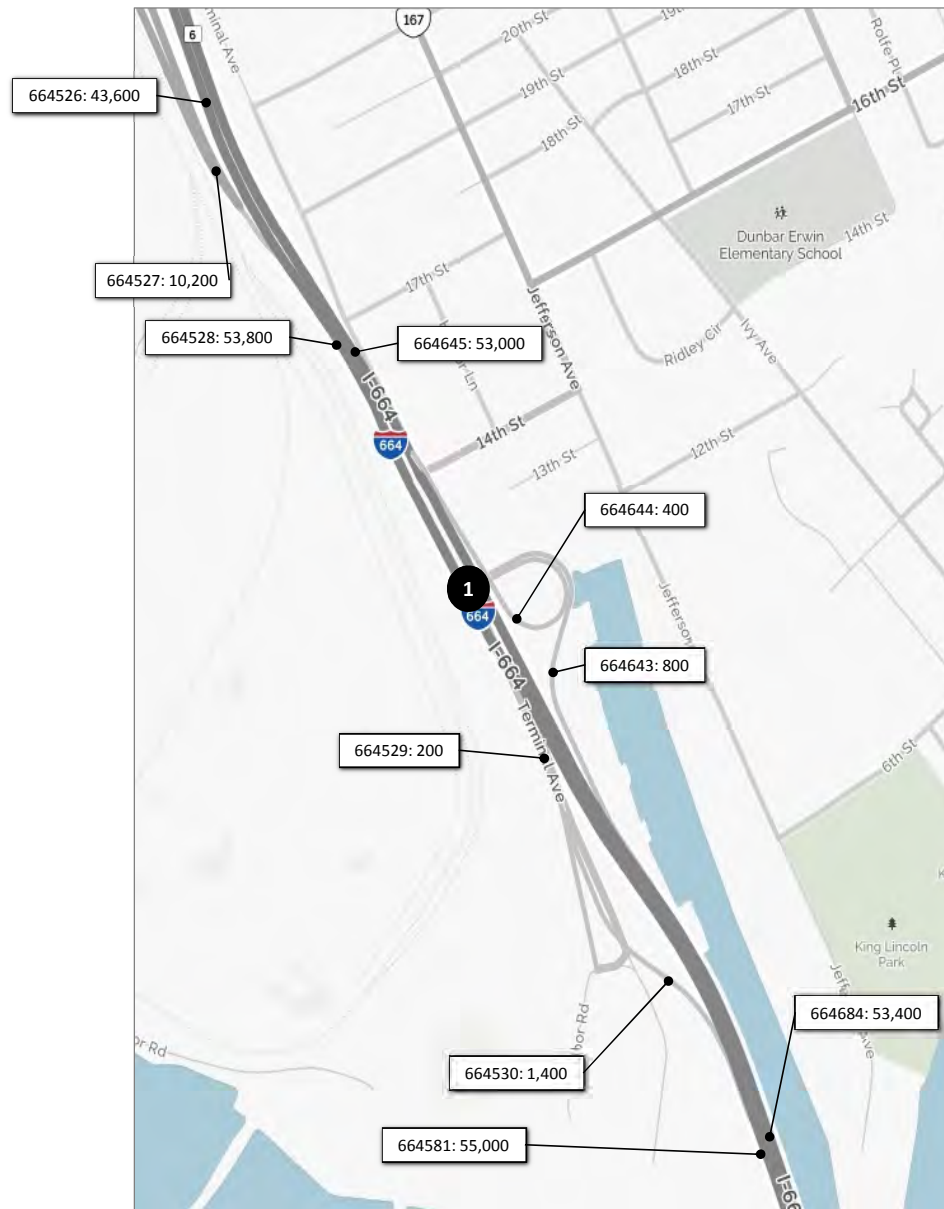 167
6
Terminal Ave
20th St
19th St
19th St
18th St
18th St
17th St
Rolfe Pl
16th St
664526: 43,600
Dunbar Erwin
Elementary School
14th St
664527: 10,200
17th St
Jefferson Ave
Ridley Cir
Ivy Ave
664528: 53,800
664645: 53,000
Ln
I-664
664
14th St
13th St
12th St
664644: 400
1
664
Jefferson
664643: 800
I-664
Terminal Ave
664529: 200
6th St
King Lincoln
Park
664684: 53,400
664530: 1,400
664581: 55,000